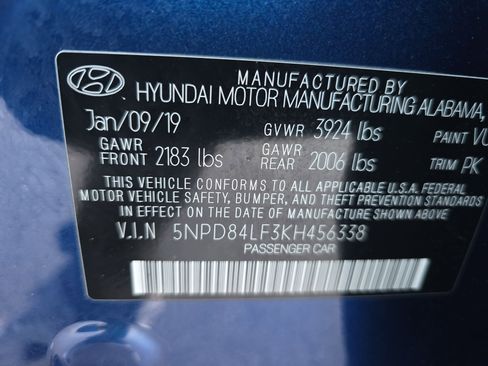 MANUFACTURED BY
HYUNDAI MOTOR MANUFACTURING ALABAMA,
Jan/09/19 GVWR 3924 lbs PAINT VU
GAWR FRONT 2183 lbs GAWR REAR 2006 lbs TRIM PK
THIS VEHICLE CONFORMS TO ALL APPLICABLE U.S.A. FEDERAL
MOTOR VEHICLE SAFETY, BUMPER, AND THEFT PREVENTION STANDARDS
IN EFFECT ON THE DATE OF MANUFACTURE SHOWN ABOVE.
V.I.N 5NPD84LF3KH456338
PASSENGER CAR